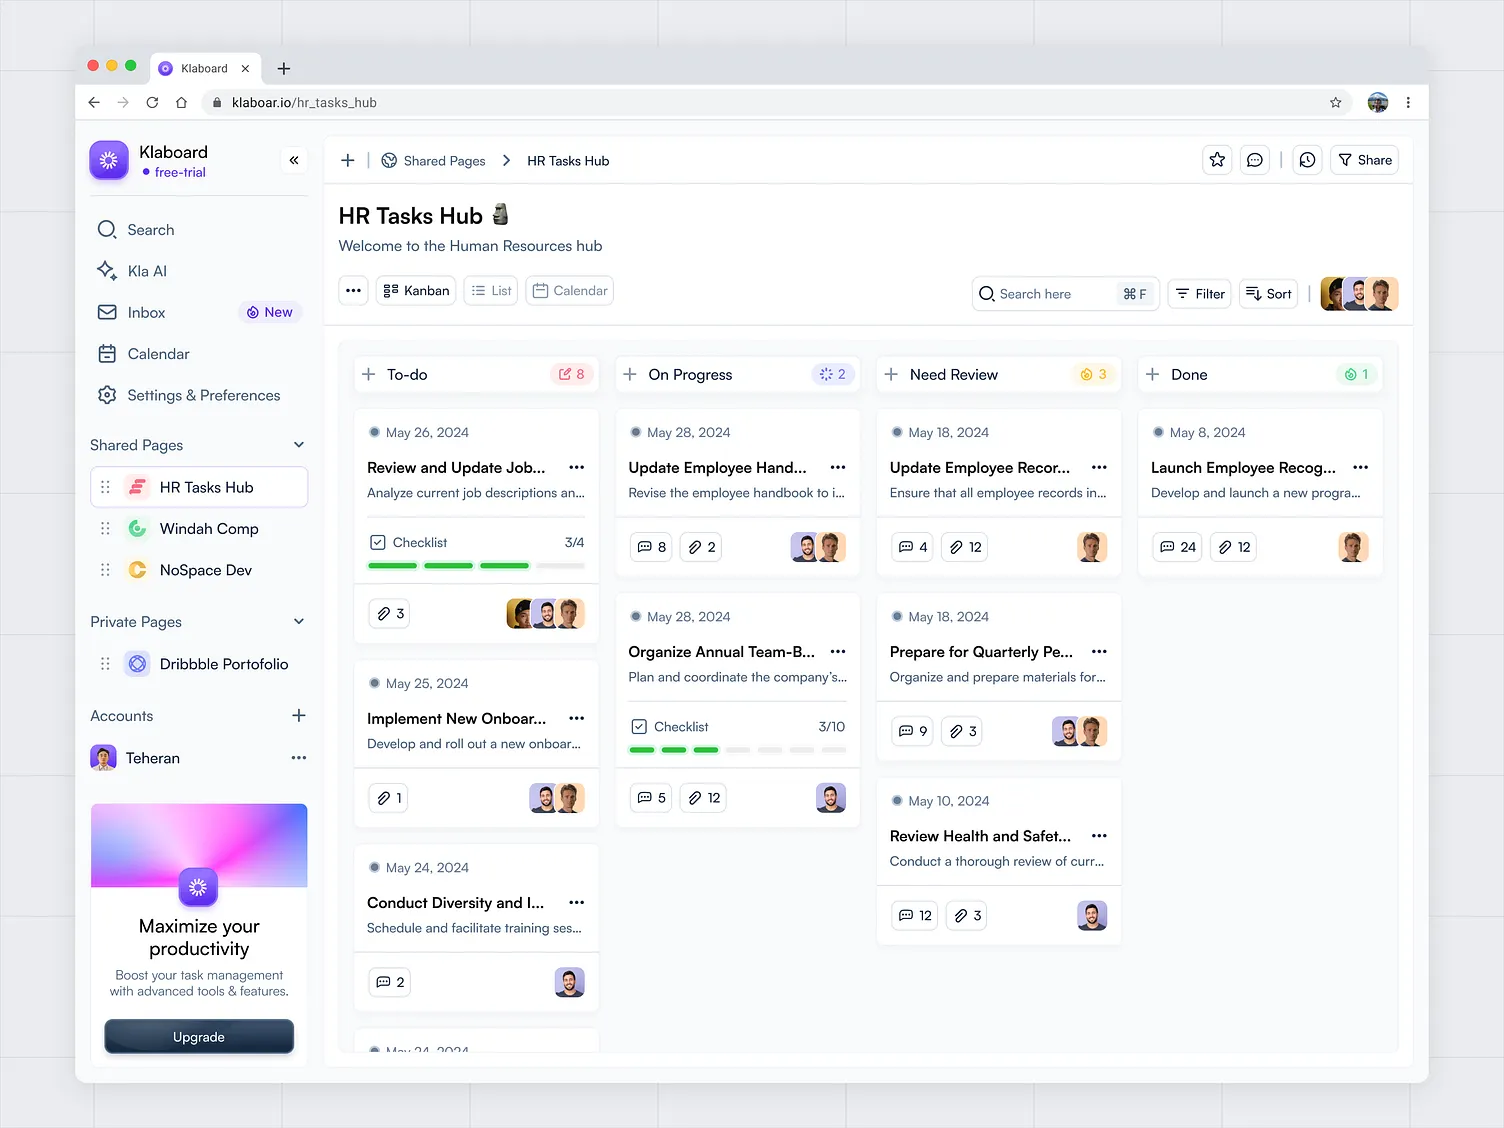 Klaboard
klaboar.io/hr_tasks_hub
Klaboard
free-trial
Search
Kla AI
Inbox
New
Calendar
Settings & Preferences
Shared Pages
HR Tasks Hub
Windah Comp
NoSpace Dev
Private Pages
Dribbble Portofolio
Accounts
Teheran
Maximize your
productivity
Boost your task management
with advanced tools & features.
Upgrade
Shared Pages
HR Tasks Hub
Share
HR Tasks Hub
Welcome to the Human Resources hub
Kanban
List
Calendar
Search here
⌘ F
Filter
Sort
To-do
8
May 26, 2024
Review and Update Job...
Analyze current job descriptions an...
Checklist
3/4
3
May 25, 2024
Implement New Onboar...
Develop and roll out a new onboar...
1
May 24, 2024
Conduct Diversity and I...
Schedule and facilitate training ses...
2
May 24, 2024
On Progress
2
May 28, 2024
Update Employee Hand...
Revise the employee handbook to i...
8
2
May 28, 2024
Organize Annual Team-B...
Plan and coordinate the company's...
Checklist
3/10
5
12
Need Review
3
May 18, 2024
Update Employee Recor...
Ensure that all employee records in...
4
12
May 18, 2024
Prepare for Quarterly Pe...
Organize and prepare materials for...
9
3
May 10, 2024
Review Health and Safet...
Conduct a thorough review of curr...
12
3
Done
1
May 8, 2024
Launch Employee Recog...
Develop and launch a new progra...
24
12